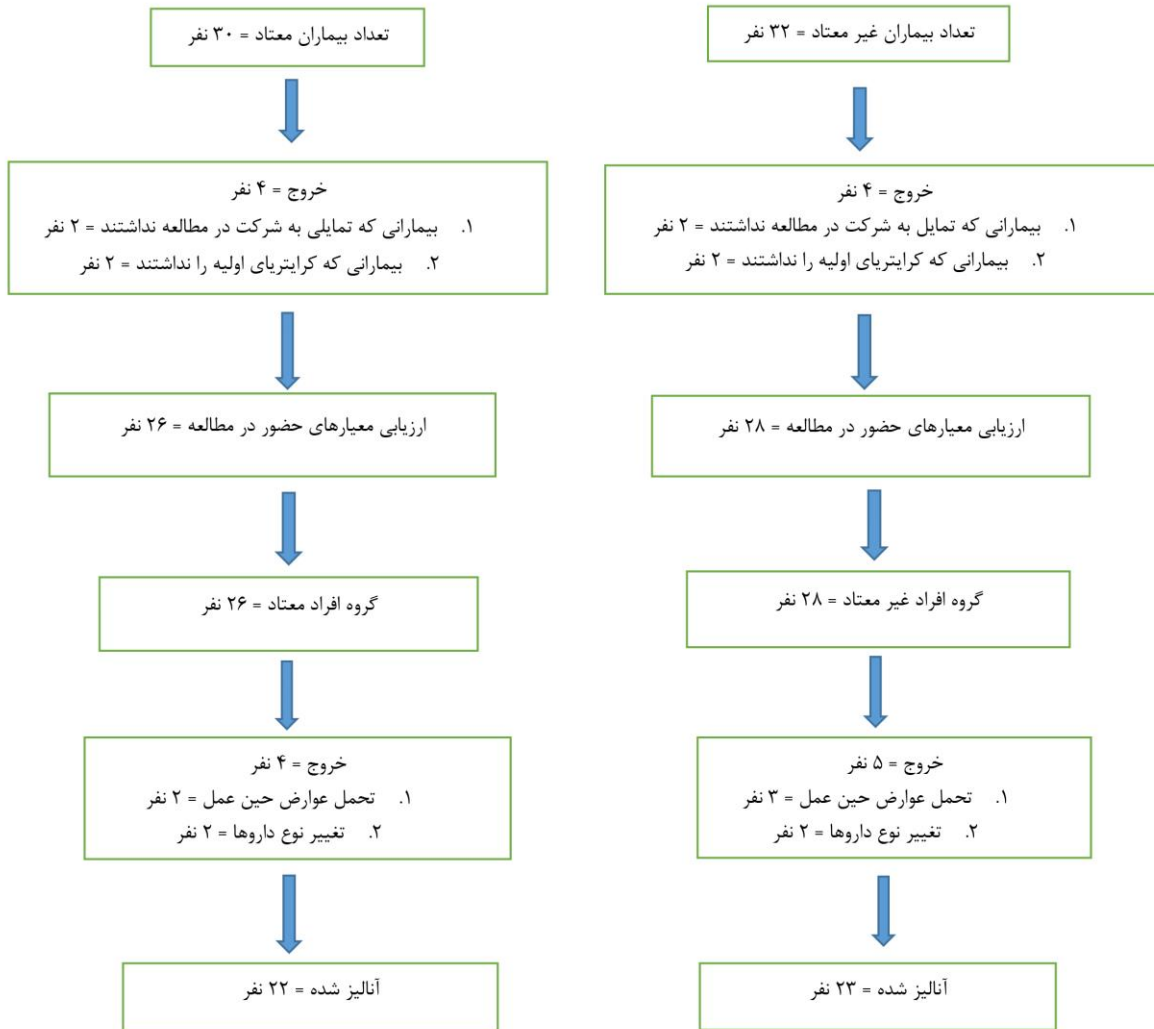 تعداد بیماران غیر معتاد = ۳۲ نفر
تعداد بیماران معتاد = ۳۰ نفر
خروج = ۴ نفر
۱. بیمارانی که تمایل به شرکت در مطالعه نداشتند = ۲ نفر
۲. بیمارانی که کرایتریای اولیه را نداشتند = ۲ نفر
خروج = ۴ نفر
۱. بیمارانی که تمایلی به شرکت در مطالعه نداشتند = ۲ نفر
۲. بیمارانی که کرایتریای اولیه را نداشتند = ۲ نفر
ارزیابی معیارهای حضور در مطالعه = ۲۸ نفر
ارزیابی معیارهای حضور در مطالعه = ۲۶ نفر
گروه افراد غیر معتاد = ۲۸ نفر
گروه افراد معتاد = ۲۶ نفر
خروج = ۵ نفر
۱. تحمل عوارض حین عمل = ۳ نفر
۲. تغییر نوع داروها = ۲ نفر
خروج = ۴ نفر
۱. تحمل عوارض حین عمل = ۲ نفر
۲. تغییر نوع داروها = ۲ نفر
آنالیز شده = ۲۳ نفر
آنالیز شده = ۲۲ نفر